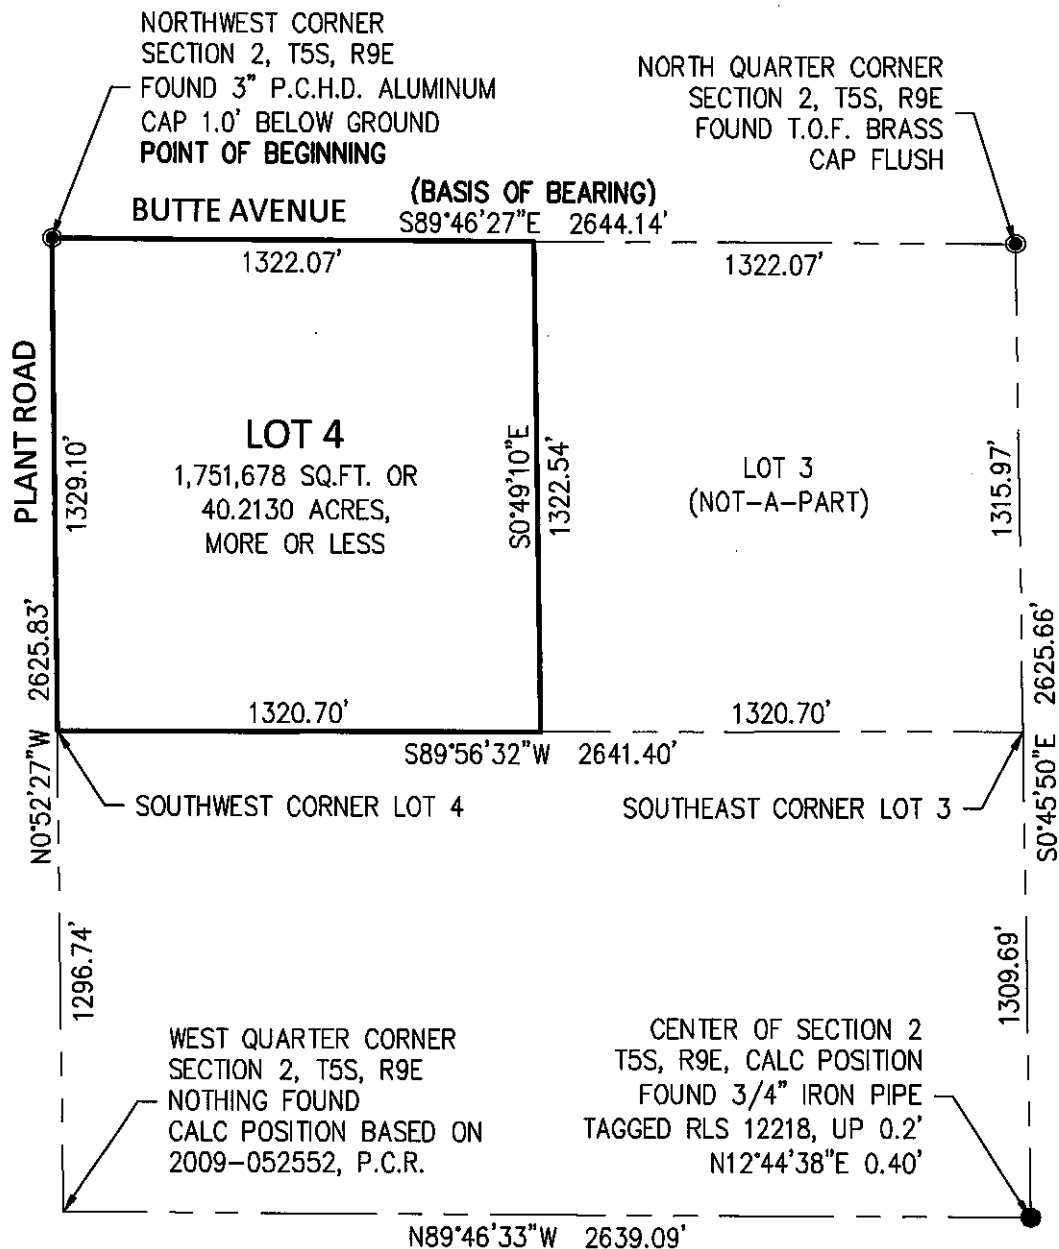 NORTHWEST CORNER
SECTION 2, T5S, R9E
FOUND 3" P.C.H.D. ALUMINUM
CAP 1.0' BELOW GROUND
POINT OF BEGINNING
NORTH QUARTER CORNER
SECTION 2, T5S, R9E
FOUND T.O.F. BRASS
CAP FLUSH
(BASIS OF BEARING)
BUTTE AVENUE
S89°46'27"E 2644.14'
1322.07'
1322.07'
PLANT ROAD
1329.10'
LOT 4
1,751,678 SQ.FT. OR
40.2130 ACRES,
MORE OR LESS
S0°49'10"E
1322.54'
LOT 3
(NOT-A-PART)
1315.97'
N0°52'27"W 2625.83'
S0°45'50"E 2625.66'
1320.70'
1320.70'
S89°56'32"W 2641.40'
SOUTHWEST CORNER LOT 4
SOUTHEAST CORNER LOT 3
1296.74'
1309.69'
WEST QUARTER CORNER
SECTION 2, T5S, R9E
NOTHING FOUND
CALC POSITION BASED ON
2009-052552, P.C.R.
CENTER OF SECTION 2
T5S, R9E, CALC POSITION
FOUND 3/4" IRON PIPE
TAGGED RLS 12218, UP 0.2'
N12°44'38"E 0.40'
N89°46'33"W 2639.09'